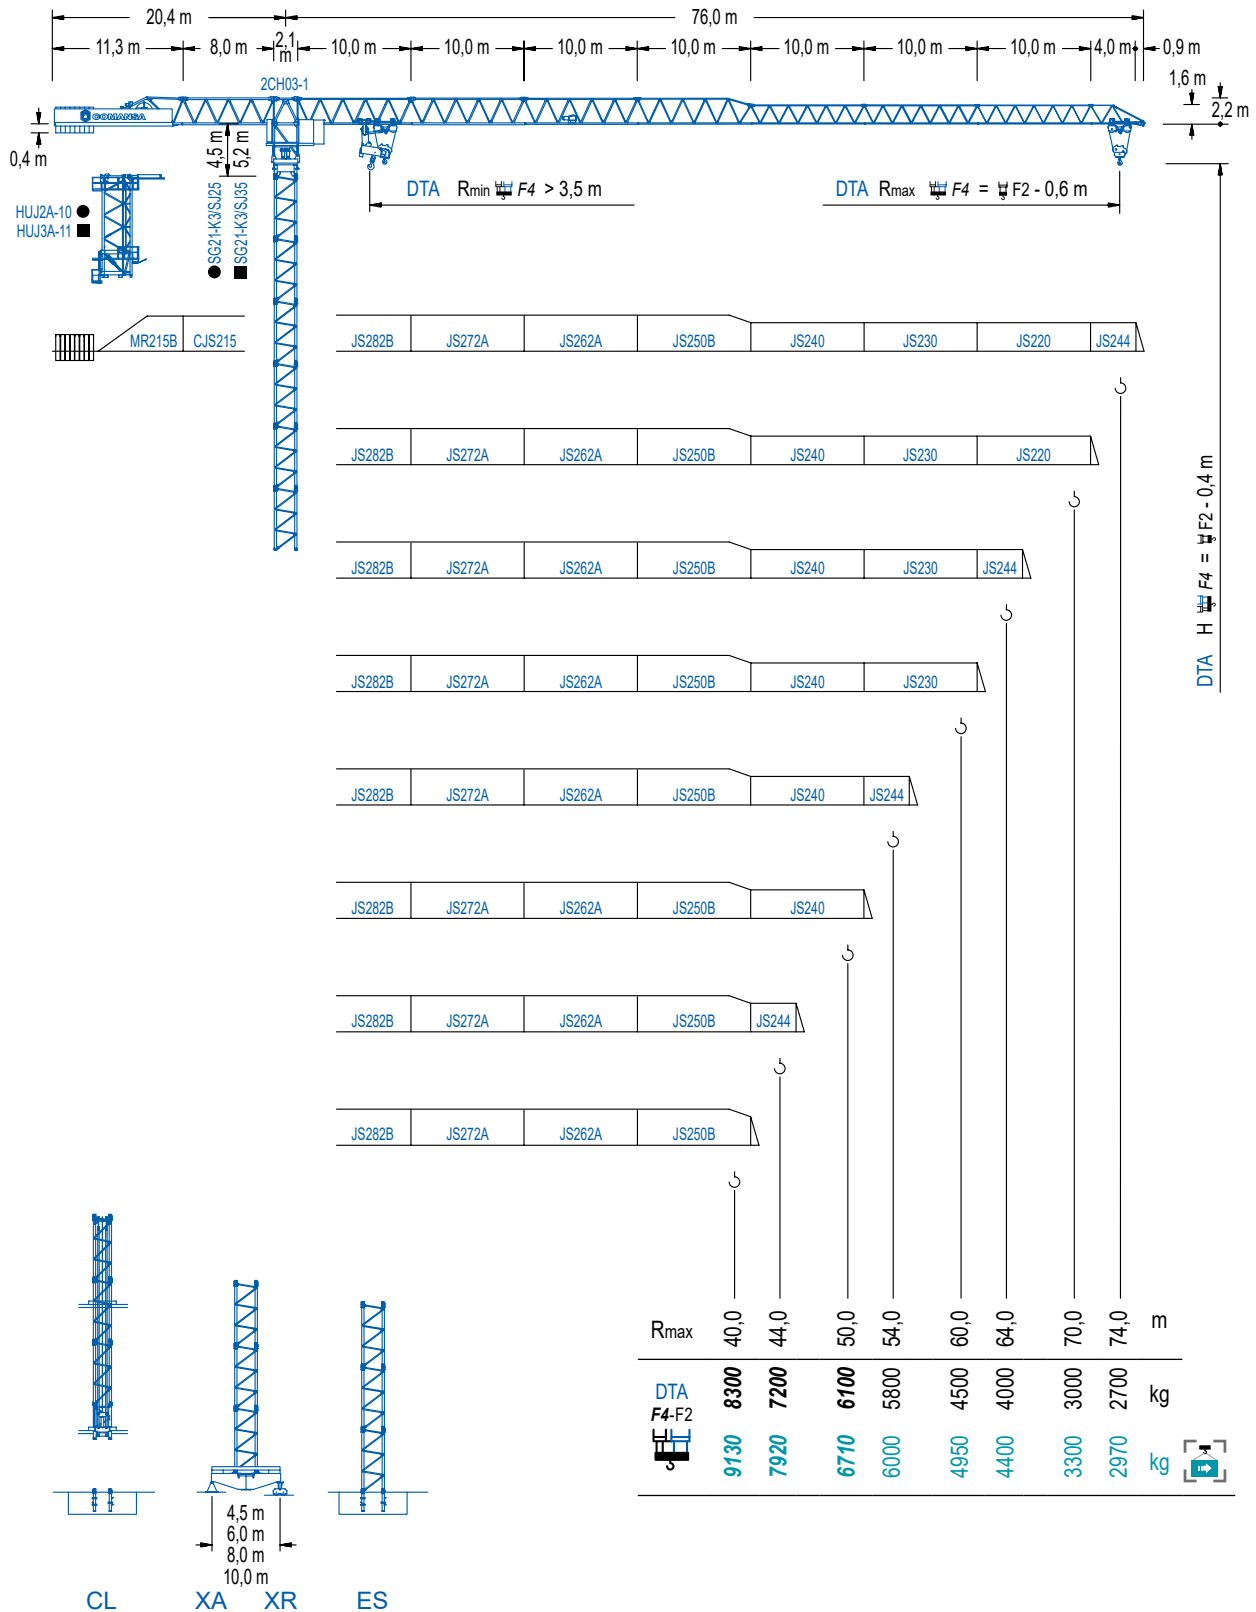 20,4 m 76,0 m
11,3 m 8,0 m 2,1 m 10,0 m 10,0 m 10,0 m 10,0 m 10,0 m 10,0 m 10,0 m 4,0 m 0,9 m
2CH03-1
1,6 m
2,2 m
COMANSA
0,4 m
4,5 m
5,2 m
DTA Rmin F4 > 3,5 m
DTA Rmax F4 = F2 - 0,6 m
HUJ2A-10
HUJ3A-11
SG21-K3/SJ25
SG21-K3/SJ35
MR215B CJS215 JS282B JS272A JS262A JS250B JS240 JS230 JS220 JS244
JS282B JS272A JS262A JS250B JS240 JS230 JS220
DTA H F4 = F2 - 0,4 m
JS282B JS272A JS262A JS250B JS240 JS230 JS244
JS282B JS272A JS262A JS250B JS240 JS230
JS282B JS272A JS262A JS250B JS240 JS244
JS282B JS272A JS262A JS250B JS240
JS282B JS272A JS262A JS250B JS244
JS282B JS272A JS262A JS250B
Rmax 40,0 44,0 50,0 54,0 60,0 64,0 70,0 74,0 m
DTA 8300 7200 6100 5800 4500 4000 3000 2700 kg
F4-F2
9130 7920 6710 6000 4950 4400 3300 2970 kg
4,5 m
6,0 m
8,0 m
10,0 m
CL XA XR ES